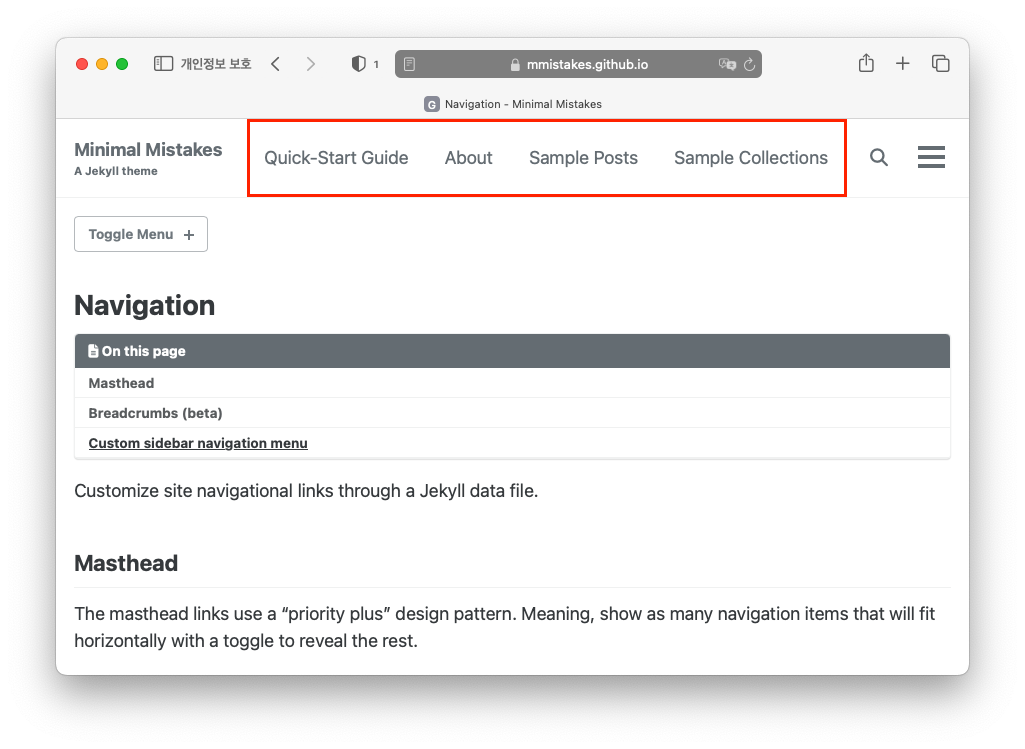 개인정보 보호
1
mmistakes.github.io
G Navigation - Minimal Mistakes
Minimal Mistakes
A Jekyll theme
Quick-Start Guide About Sample Posts Sample Collections
Toggle Menu +
Navigation
On this page
Masthead
Breadcrumbs (beta)
Custom sidebar navigation menu
Customize site navigational links through a Jekyll data file.
Masthead
The masthead links use a “priority plus” design pattern. Meaning, show as many navigation items that will fit
horizontally with a toggle to reveal the rest.